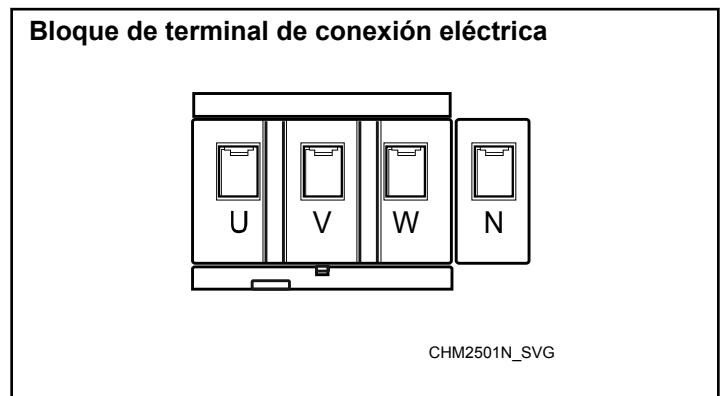 Bloque de terminal de conexión eléctrica
U V W N
CHM2501N_SVG